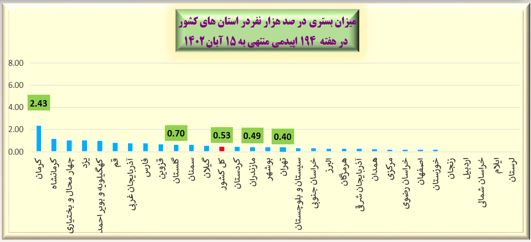 میزان بستری در صد هزار نفر در استان های کشور
در هفته ۱۹۴ اپیدمی منتهی به ۱۵ آبان ۱۴۰۲
8.00
6.00
4.00
2.00
0.00
2.43
0.70
0.53
0.49
0.40
کرمان
کرمانشاه
چهار محال و بختیاری
یزد
کهگیلویه و بویر احمد
قم
آذربایجان غربی
فارس
قزوین
گلستان
سمنان
گیلان
کل کشور
کردستان
مازندران
بوشهر
تهران
سیستان و بلوچستان
خراسان جنوبی
البرز
هرمزگان
آذربایجان شرقی
همدان
مرکزی
خراسان رضوی
اصفهان
خوزستان
زنجان
اردبیل
خراسان شمالی
ایلام
لرستان